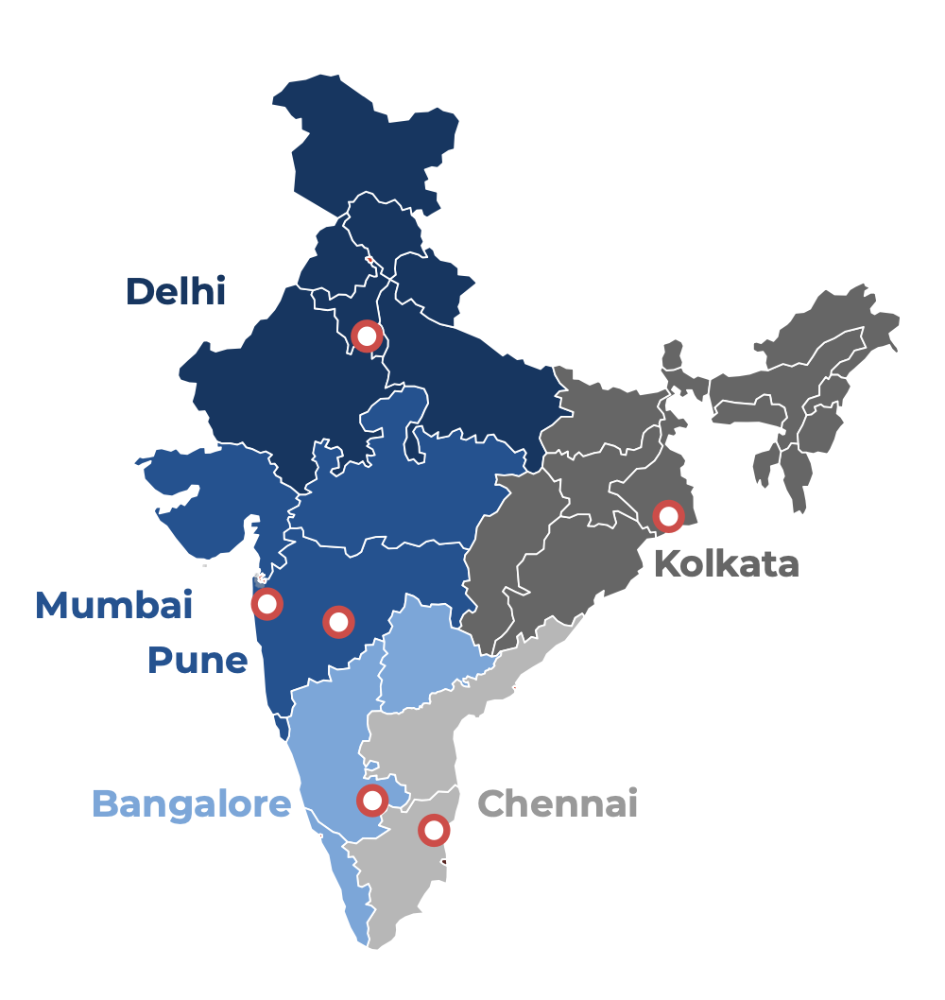 Delhi
Kolkata
Mumbai
Pune
Bangalore
Chennai